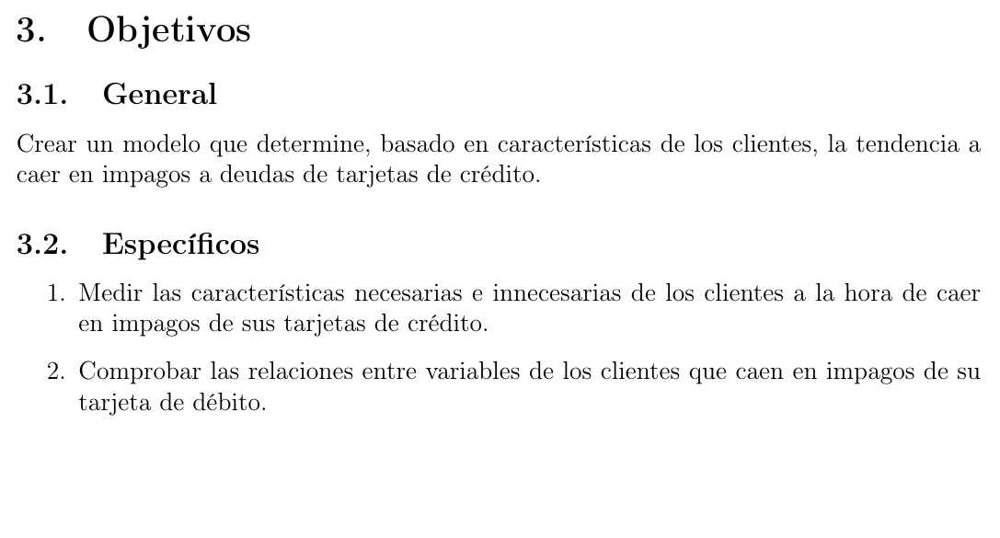 3. Objetivos
3.1. General
Crear un modelo que determine, basado en características de los clientes, la tendencia a
caer en impagos a deudas de tarjetas de crédito.
3.2. Específicos
1. Medir las características necesarias e innecesarias de los clientes a la hora de caer
en impagos de sus tarjetas de crédito.
2. Comprobar las relaciones entre variables de los clientes que caen en impagos de su
tarjeta de débito.